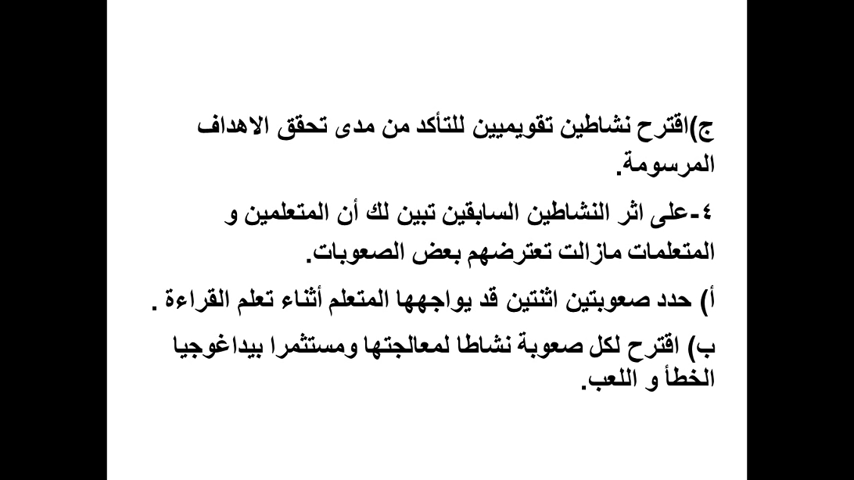 ج)اقترح نشاطين تقويميين للتأكد من مدى تحقق الاهداف
المرسومة.
٤-على اثر النشاطين السابقين تبين لك أن المتعلمين و
المتعلمات مازالت تعترضهم بعض الصعوبات.
أ) حدد صعوبتين اثنتين قد يواجهها المتعلم أثناء تعلم القراءة .
ب) اقترح لكل صعوبة نشاطا لمعالجتها ومستثمرا بيداغوجيا
الخطأ و اللعب.